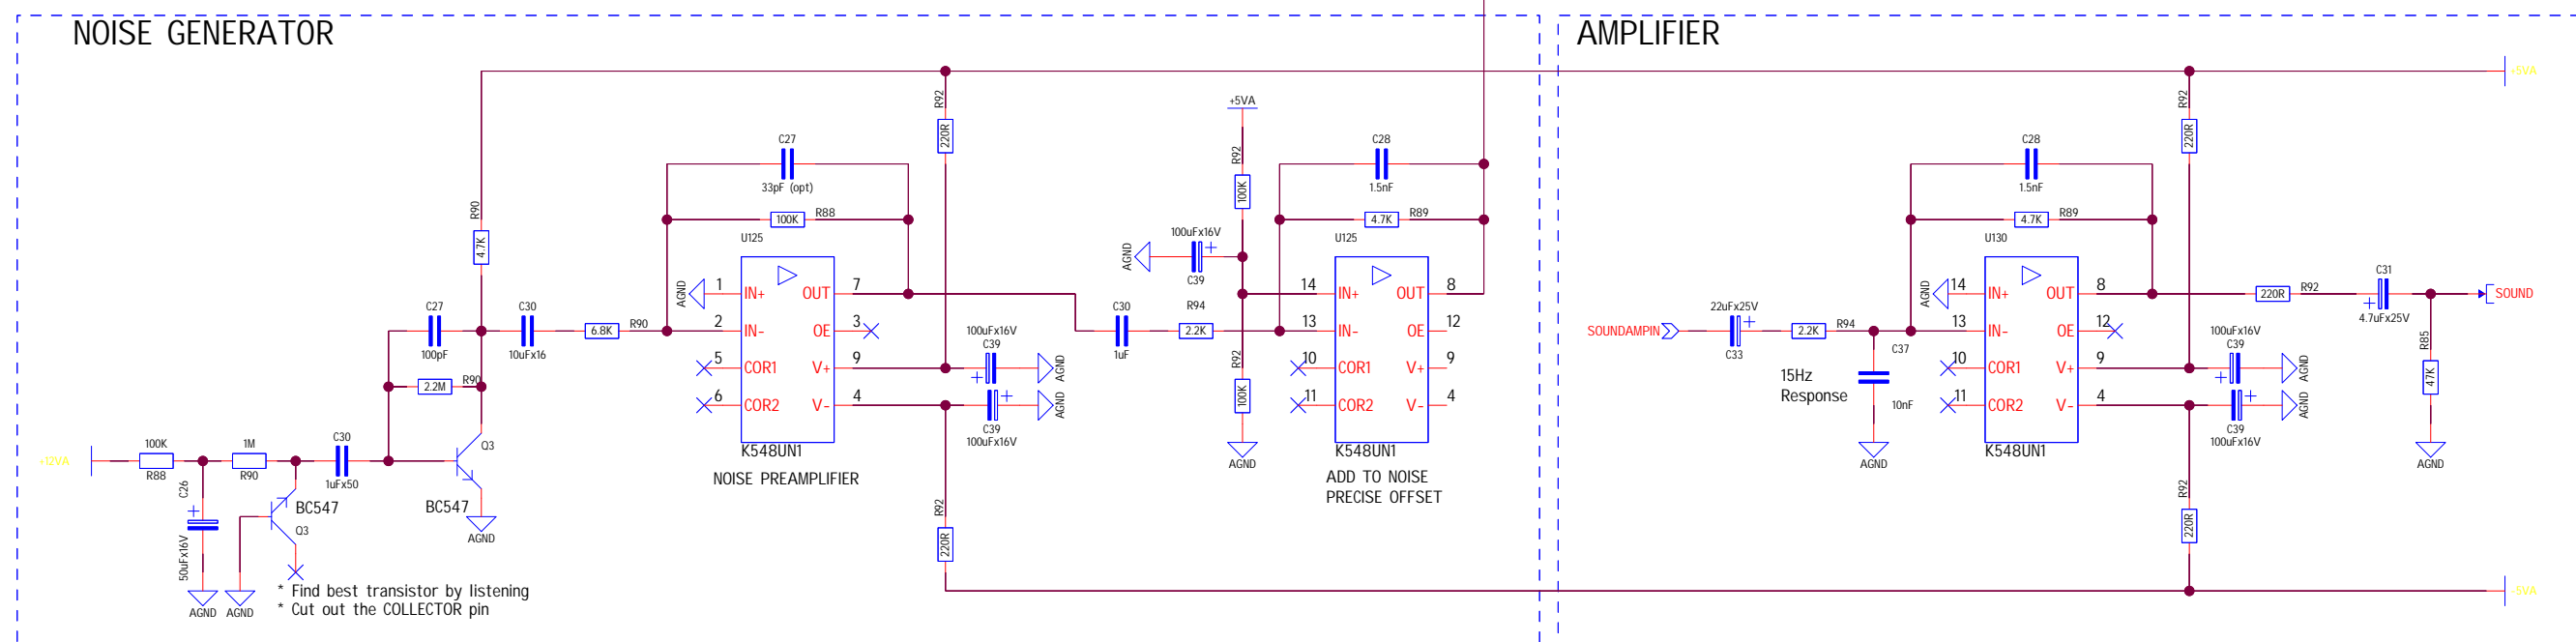 NOISE GENERATOR
AMPLIFIER
+5VA
R92
220R
R92
220R
+5VA
C27
33pF (opt)
100K
R88
U125
R92
100K
C28
1.5nF
4.7K
R89
U125
C28
1.5nF
4.7K
R89
U130
R90
4.7K
AGND
100uFx16V
C39
AGND
1
IN+
OUT
7
2
IN-
OE
3
5
COR1
V+
9
6
COR2
V-
4
K548UN1
NOISE PREAMPLIFIER
14
IN+
OUT
8
13
IN-
OE
12
10
COR1
V+
9
11
COR2
V-
4
K548UN1
ADD TO NOISE
PRECISE OFFSET
AGND
14
IN+
OUT
8
13
IN-
OE
12
10
COR1
V+
9
11
COR2
V-
4
K548UN1
C27
100pF
C30
10uFx16
6.8K
R90
2.2M
R90
100uFx16V
C39
AGND
C39
100uFx16V
AGND
C30
1uF
R94
2.2K
R92
100K
AGND
SOUNDAMPIN
22uFx25V
C33
2.2K
R94
C37
10nF
15Hz
Response
AGND
220R
R92
C31
4.7uFx25V
SOUND
R85
47K
AGND
100uFx16V
C39
AGND
C39
100uFx16V
AGND
+12VA
100K
R88
1M
R90
C30
1uFx50
Q3
BC547
AGND
C26
50uFx16V
AGND
BC547
Q3
AGND
* Find best transistor by listening
* Cut out the COLLECTOR pin
R92
220R
R92
220R
-5VA